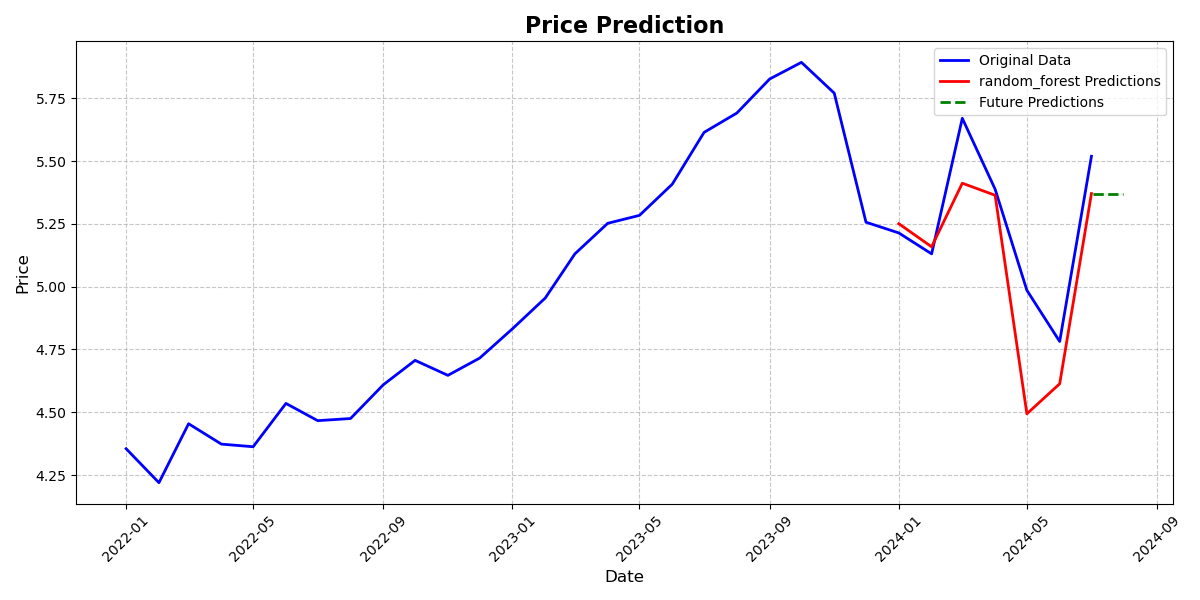 Price Prediction
Original Data
random_forest Predictions
Future Predictions
Price
5.75
5.50
5.25
5.00
4.75
4.50
4.25
2022-01
2022-05
2022-09
2023-01
2023-05
2023-09
2024-01
2024-05
2024-09
Date